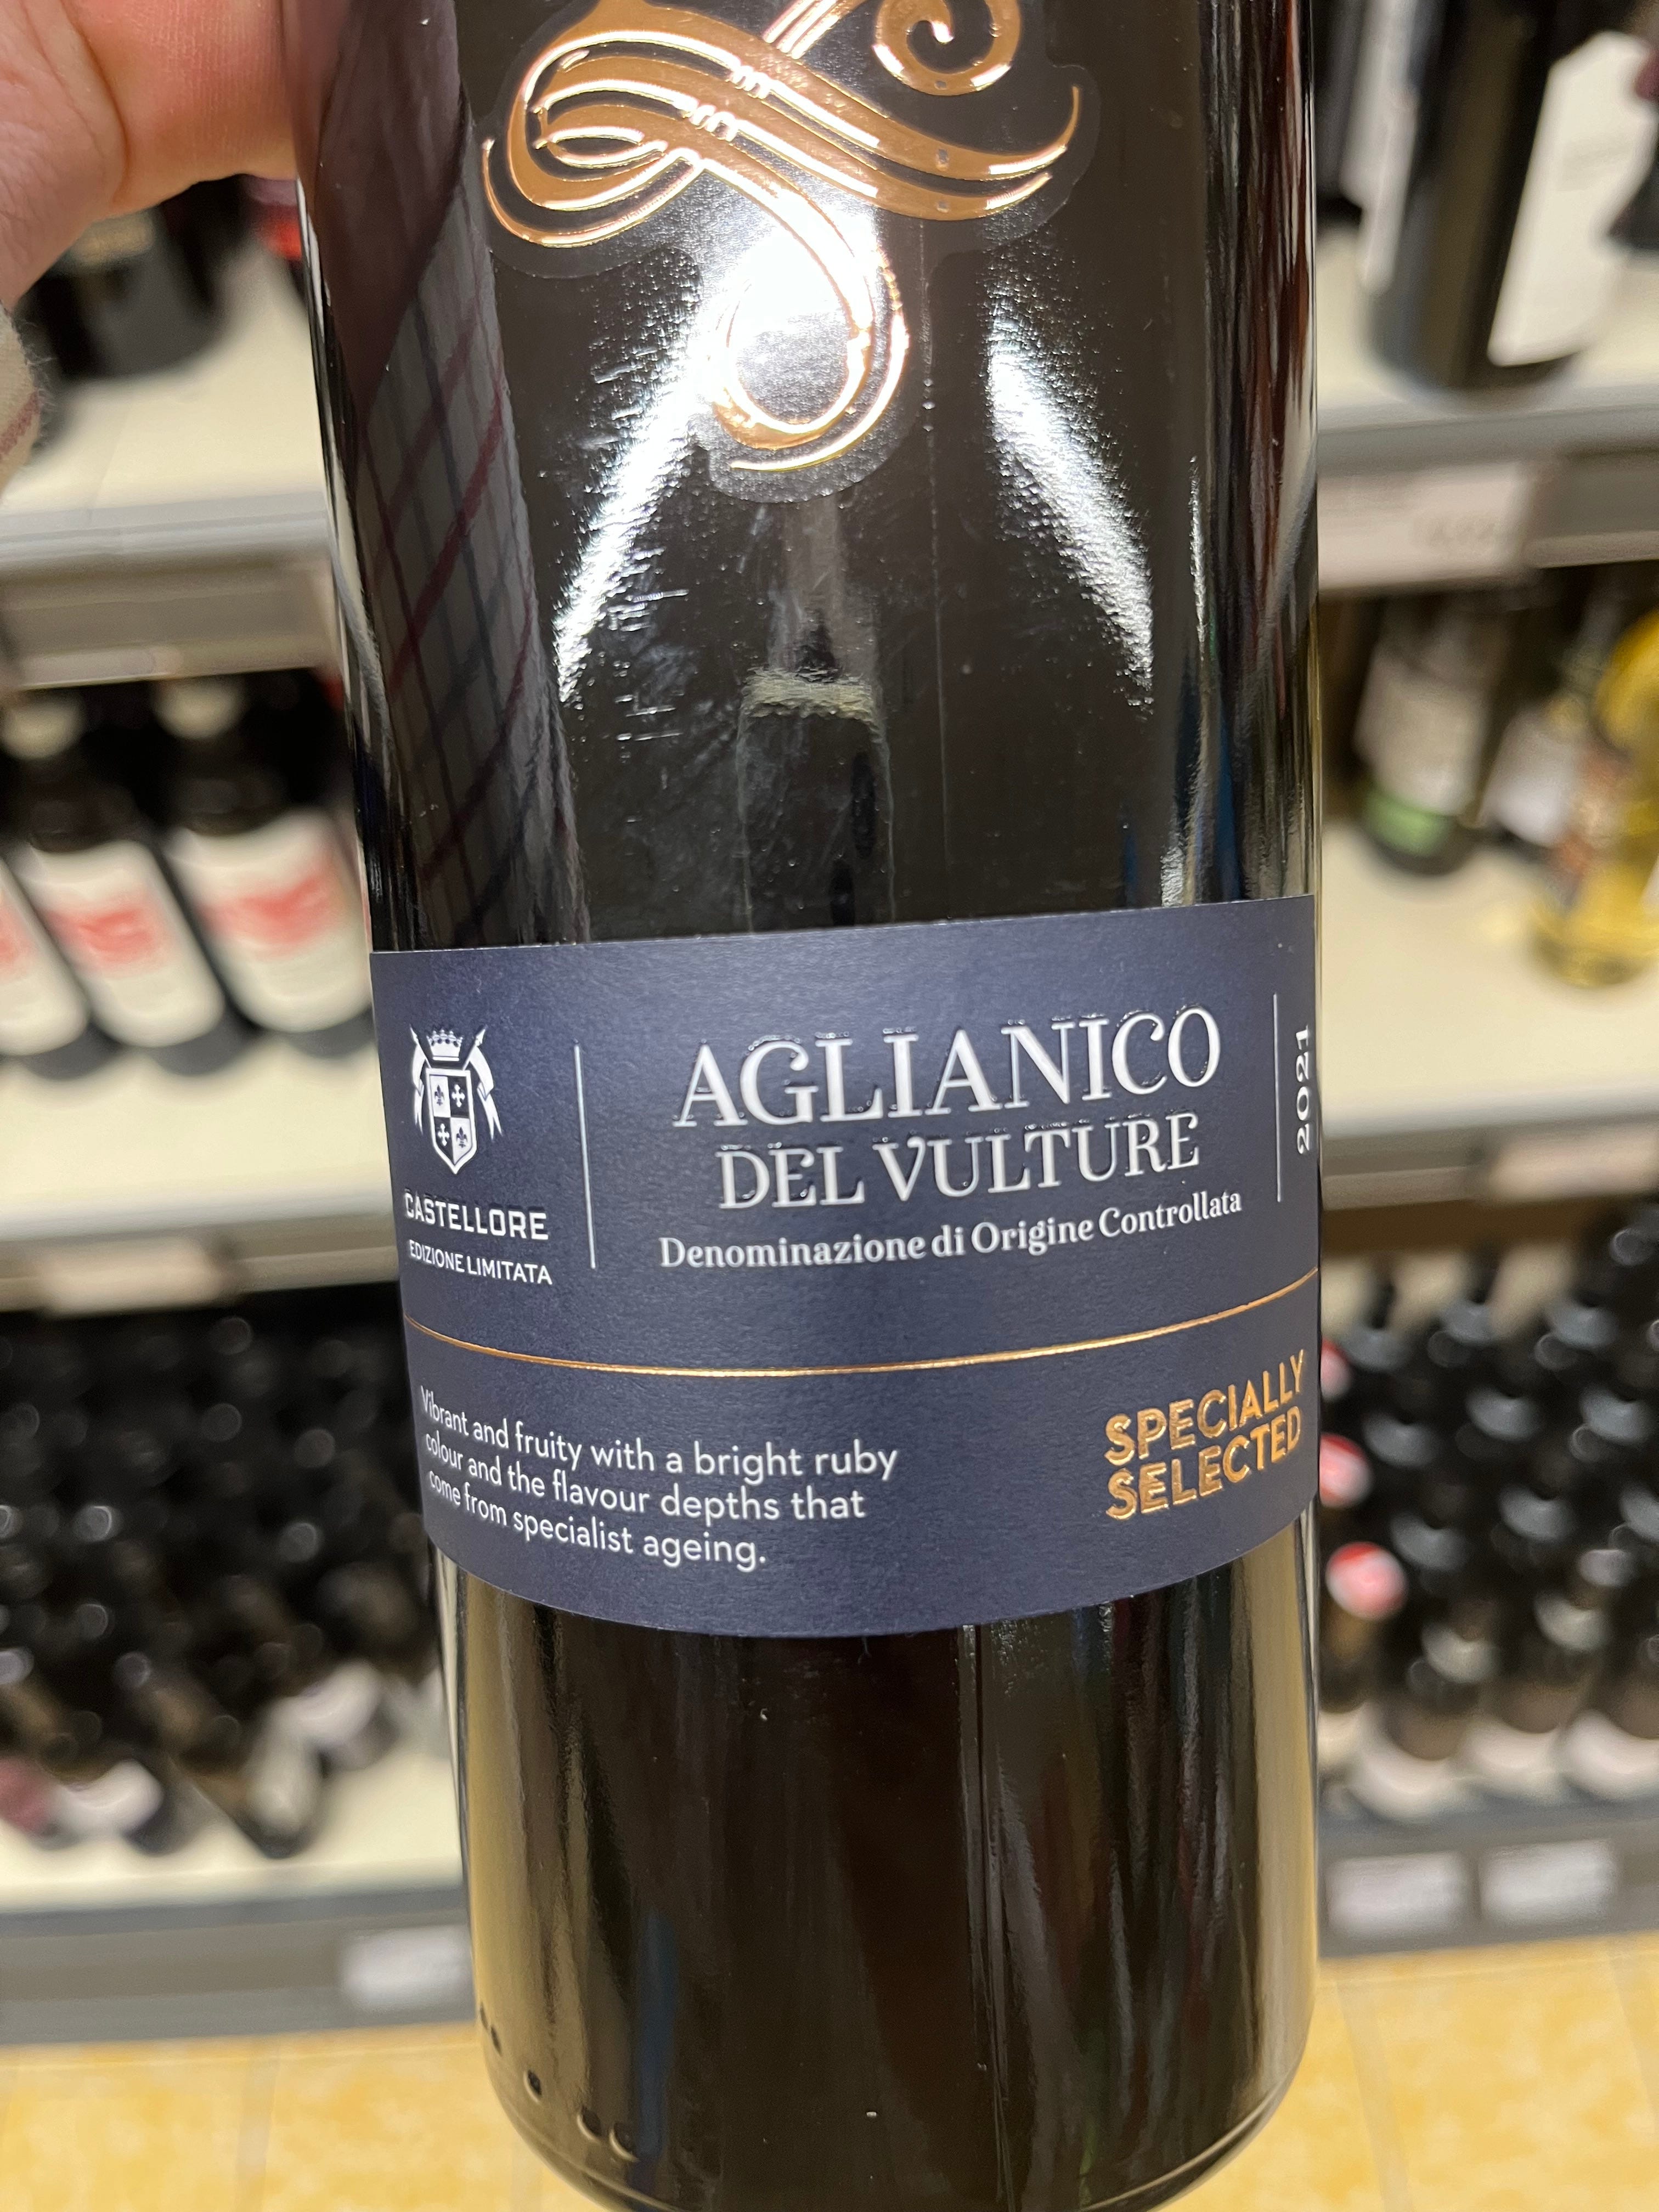 CASTELLORE
EDIZIONE LIMITATA
AGLIANICO
DEL VULTURE
Denominazione di Origine Controllata
2021
Vibrant and fruity with a bright ruby
colour and the flavour depths that
come from specialist ageing.
SPECIALLY
SELECTED